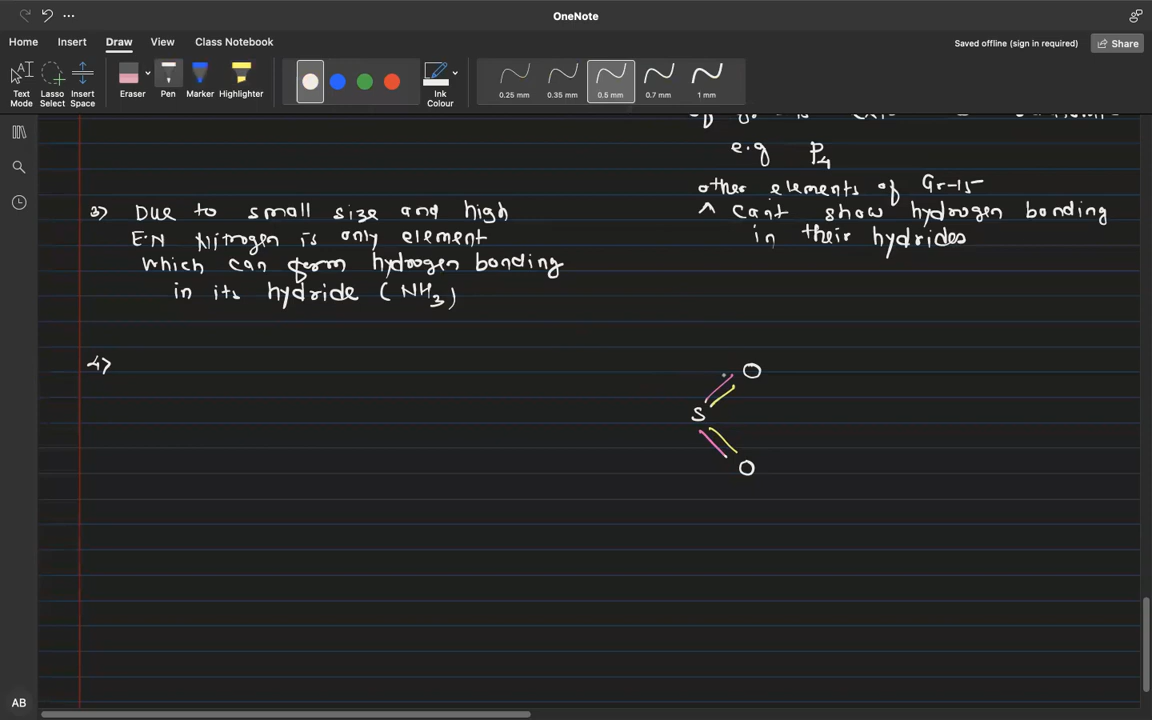 OneNote
Home Insert Draw View Class Notebook
Saved offline (sign in required) Share
Text Mode
Lasso Select
Insert Space
Eraser
Pen
Marker
Highlighter
Ink Colour
0.25 mm
0.35 mm
0.5 mm
0.7 mm
1 mm
e.g P4
other elements of Gr-15
^ can't show hydrogen bonding
in their hydrides
3) Due to small size and high
E.N Nitrogen is only element
which can form hydrogen bonding
in its hydride (NH3)
4)
O
S
O
AB